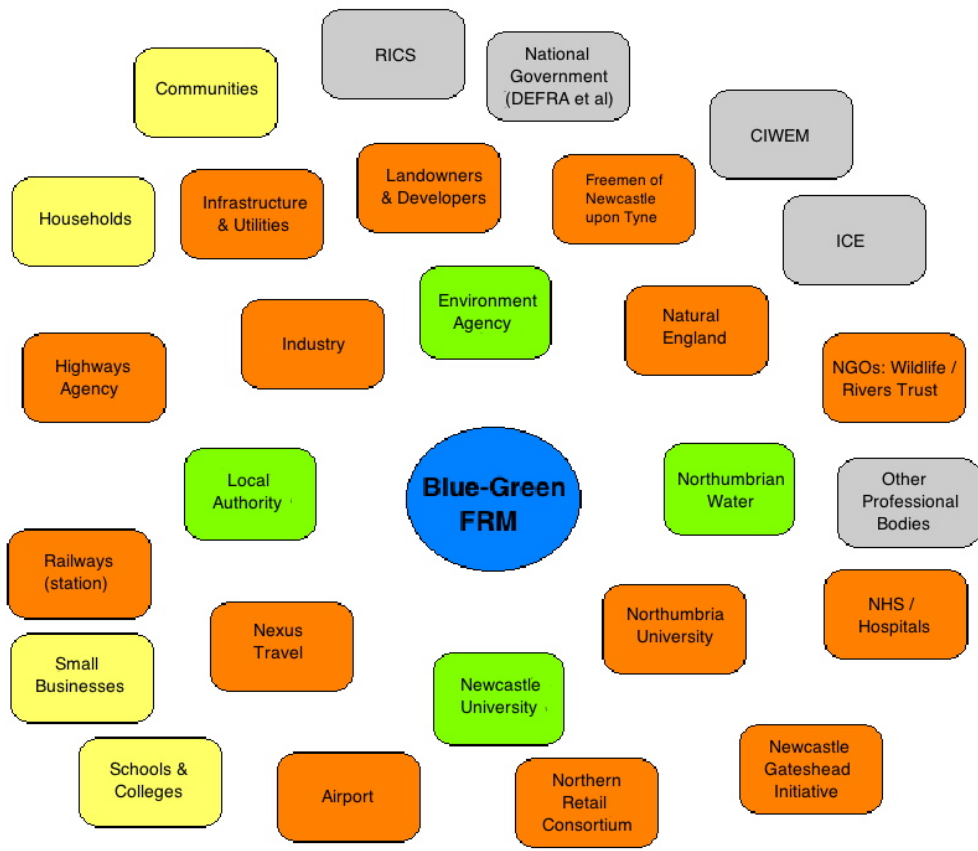 RICS
National
Government
(DEFRA et al)
Communities
CIWEM
Landowners
& Developers
Freemen of
Newcastle
upon Tyne
Infrastructure
& Utilities
Households
ICE
Environment
Agency
Natural
England
Industry
Highways
Agency
NGOs: Wildlife /
Rivers Trust
Local
Authority
Blue-Green
FRM
Northumbrian
Water
Other
Professional
Bodies
Railways
(station)
Nexus
Travel
Northumbria
University
NHS /
Hospitals
Small
Businesses
Newcastle
University
Schools &
Colleges
Airport
Northern
Retail
Consortium
Newcastle
Gateshead
Initiative